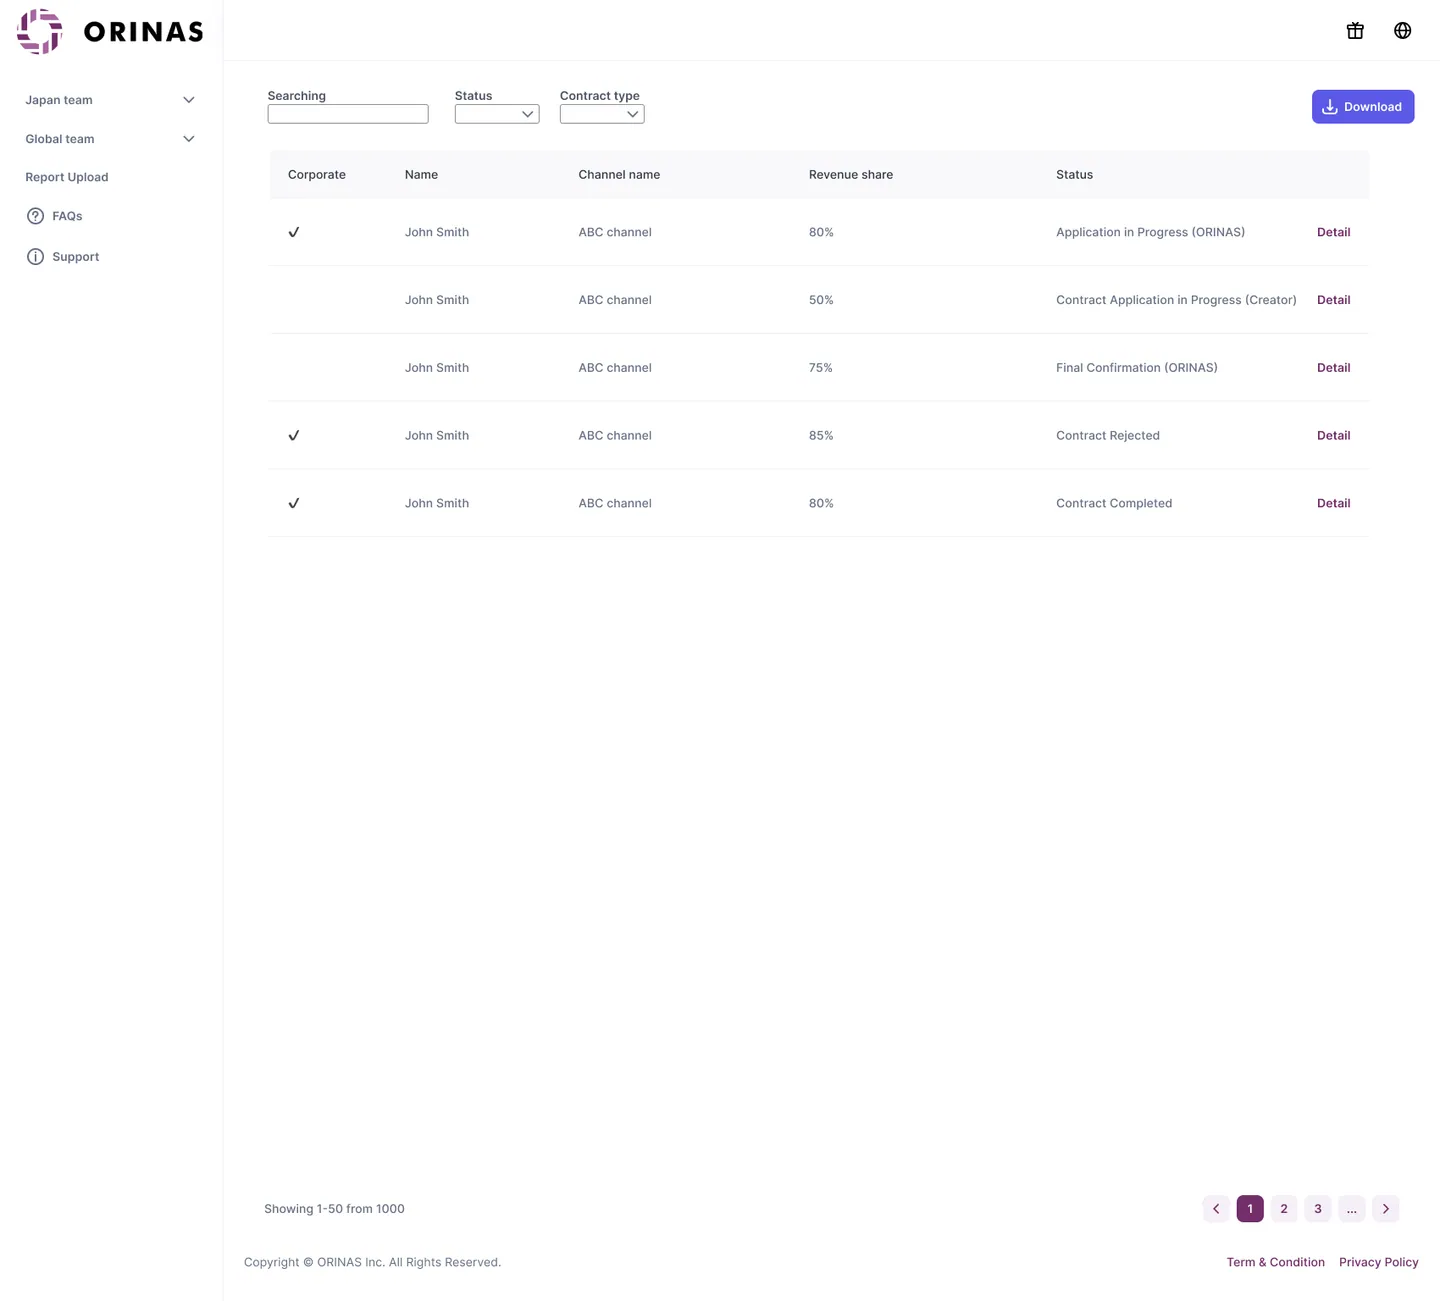 ORINAS
Japan team
Global team
Report Upload
FAQs
Support
Searching
Status
Contract type
Download
Corporate Name Channel name Revenue share Status
✓ John Smith ABC channel 80% Application in Progress (ORINAS) Detail
John Smith ABC channel 50% Contract Application in Progress (Creator) Detail
John Smith ABC channel 75% Final Confirmation (ORINAS) Detail
✓ John Smith ABC channel 85% Contract Rejected Detail
✓ John Smith ABC channel 80% Contract Completed Detail
Showing 1-50 from 1000
1 2 3 ...
Copyright © ORINAS Inc. All Rights Reserved.
Term & Condition Privacy Policy